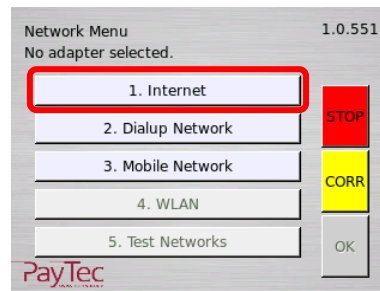 Network Menu
1.0.551
No adapter selected.
1. Internet
2. Dialup Network
3. Mobile Network
4. WLAN
5. Test Networks
STOP
CORR
OK
PayTec